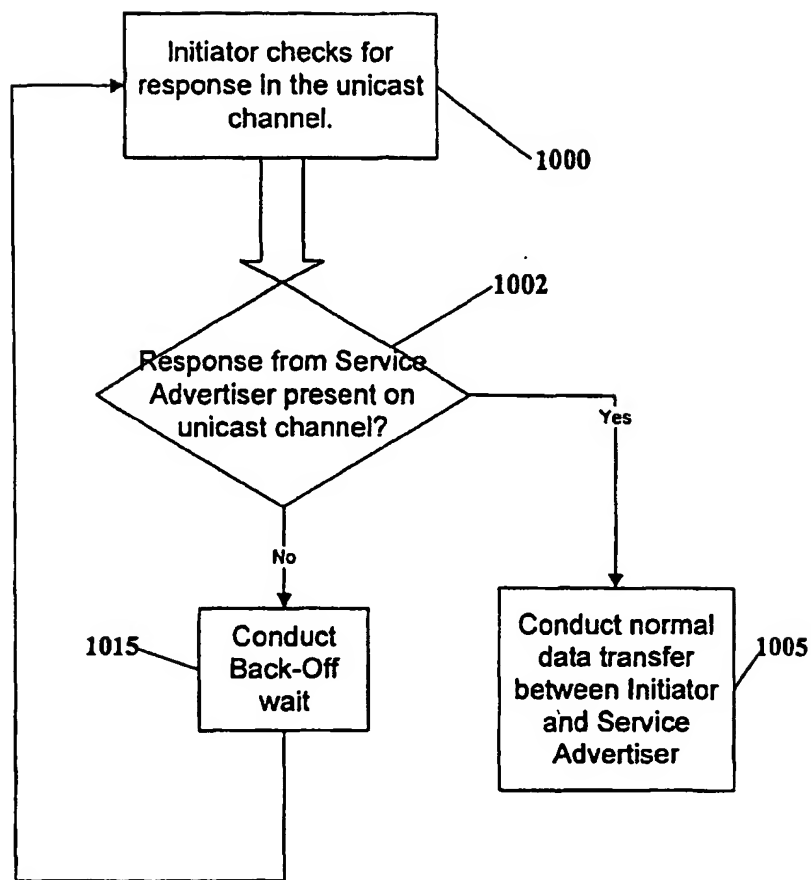 Initiator checks for
response in the unicast
channel.
1000
1002
Response from Service
Advertiser present on
unicast channel?
Yes
No
1015
Conduct
Back-Off
wait
Conduct normal
data transfer
between Initiator
and Service
Advertiser
1005